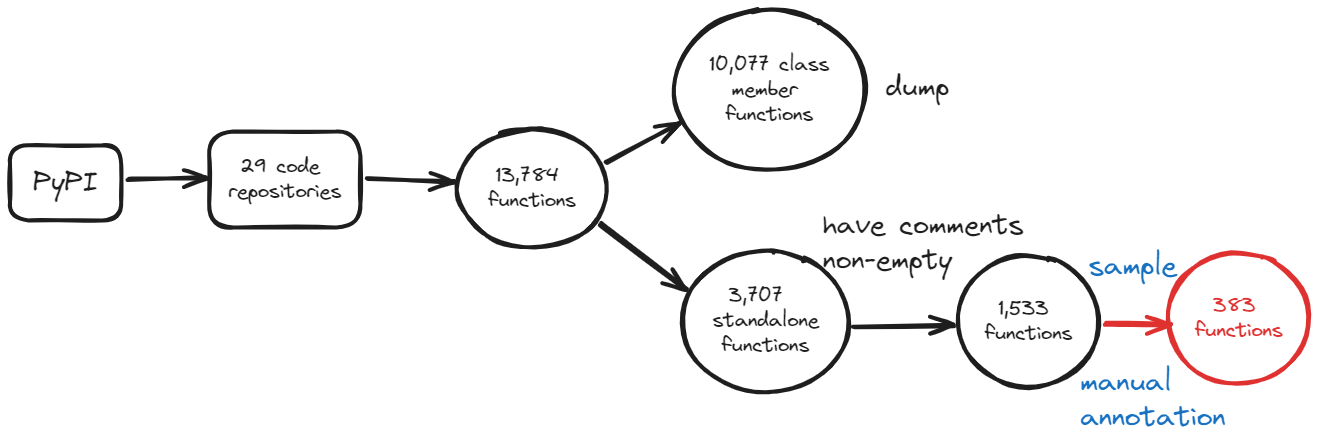 PyPI
29 code
repositories
13,784
functions
10,077 class
member
functions
dump
3,707
standalone
functions
have comments
non-empty
1,533
functions
sample
manual
annotation
383
functions